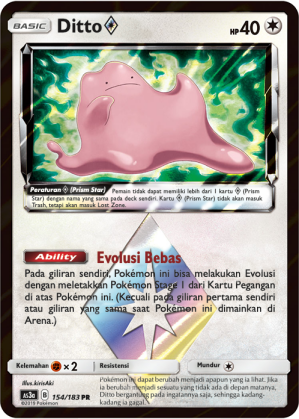 BASIC Ditto HP40
Peraturan (Prism Star) Pemain tidak dapat memiliki lebih dari 1 kartu (Prism
Star) dengan nama yang sama pada deck sendiri. Kartu (Prism Star) tidak akan masuk
Trash, tetapi akan masuk Lost Zone.
Ability Evolusi Bebas
Pada giliran sendiri, Pokémon ini bisa melakukan Evolusi
dengan meletakkan Pokémon Stage 1 dari Kartu Pegangan
di atas Pokémon ini. (Kecuali pada giliran pertama sendiri
atau giliran yang sama saat Pokémon ini dimainkan di
Arena.)
Kelemahan ×2 Resistensi Mundur
Illus.kirisAki
AS3a 154/183 PR
©2019 Pokémon
Pokémon ini dapat berubah menjadi apapun yang ia lihat. Jika
ia berubah menjadi sesuatu yang tidak ada di depan matanya,
Ditto bergantung pada ingatannya saja, sehingga kadang-
kadang ia gagal.